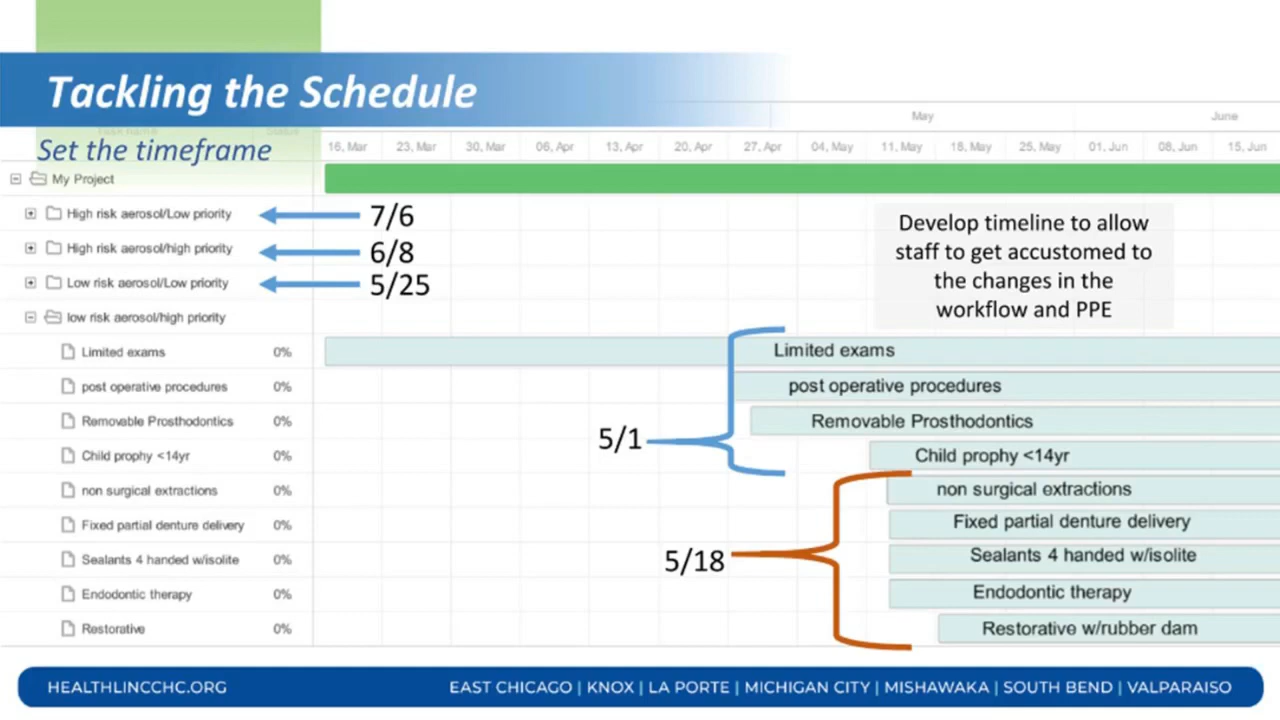 Tackling the Schedule
Task name Status
Set the timeframe
May June
16, Mar 23, Mar 30, Mar 06, Apr 13, Apr 20, Apr 27, Apr 04, May 11, May 18, May 25, May 01, Jun 08, Jun 15, Jun
My Project
High risk aerosol/Low priority 7/6
High risk aerosol/high priority 6/8
Low risk aerosol/Low priority 5/25
Develop timeline to allow
staff to get accustomed to
the changes in the
workflow and PPE
low risk aerosol/high priority
Limited exams 0% Limited exams
post operative procedures 0% post operative procedures
Removable Prosthodontics 0% Removable Prosthodontics
5/1
Child prophy <14yr 0% Child prophy <14yr
non surgical extractions 0% non surgical extractions
Fixed partial denture delivery 0% Fixed partial denture delivery
5/18
Sealants 4 handed w/isolite 0% Sealants 4 handed w/isolite
Endodontic therapy 0% Endodontic therapy
Restorative 0% Restorative w/rubber dam
HEALTHLINCCHC.ORG EAST CHICAGO | KNOX | LA PORTE | MICHIGAN CITY | MISHAWAKA | SOUTH BEND | VALPARAISO